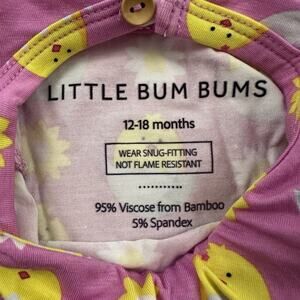 LITTLE BUM BUMS
12-18 months
WEAR SNUG-FITTING
NOT FLAME RESISTANT
95% Viscose from Bamboo
5% Spandex